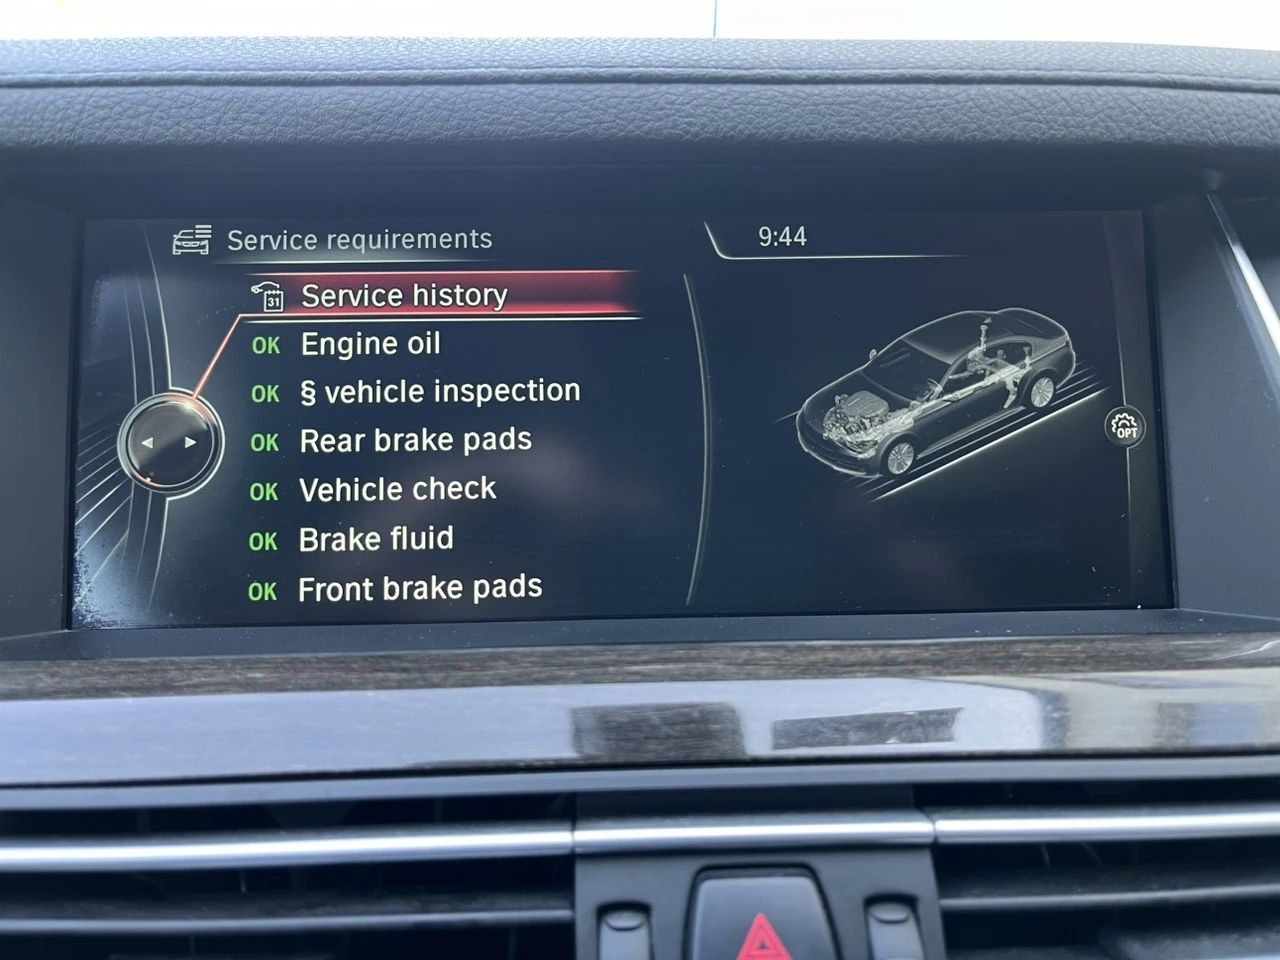 Service requirements
9:44
31 Service history
OK Engine oil
OK § vehicle inspection
OK Rear brake pads
OK Vehicle check
OK Brake fluid
OK Front brake pads
OPT